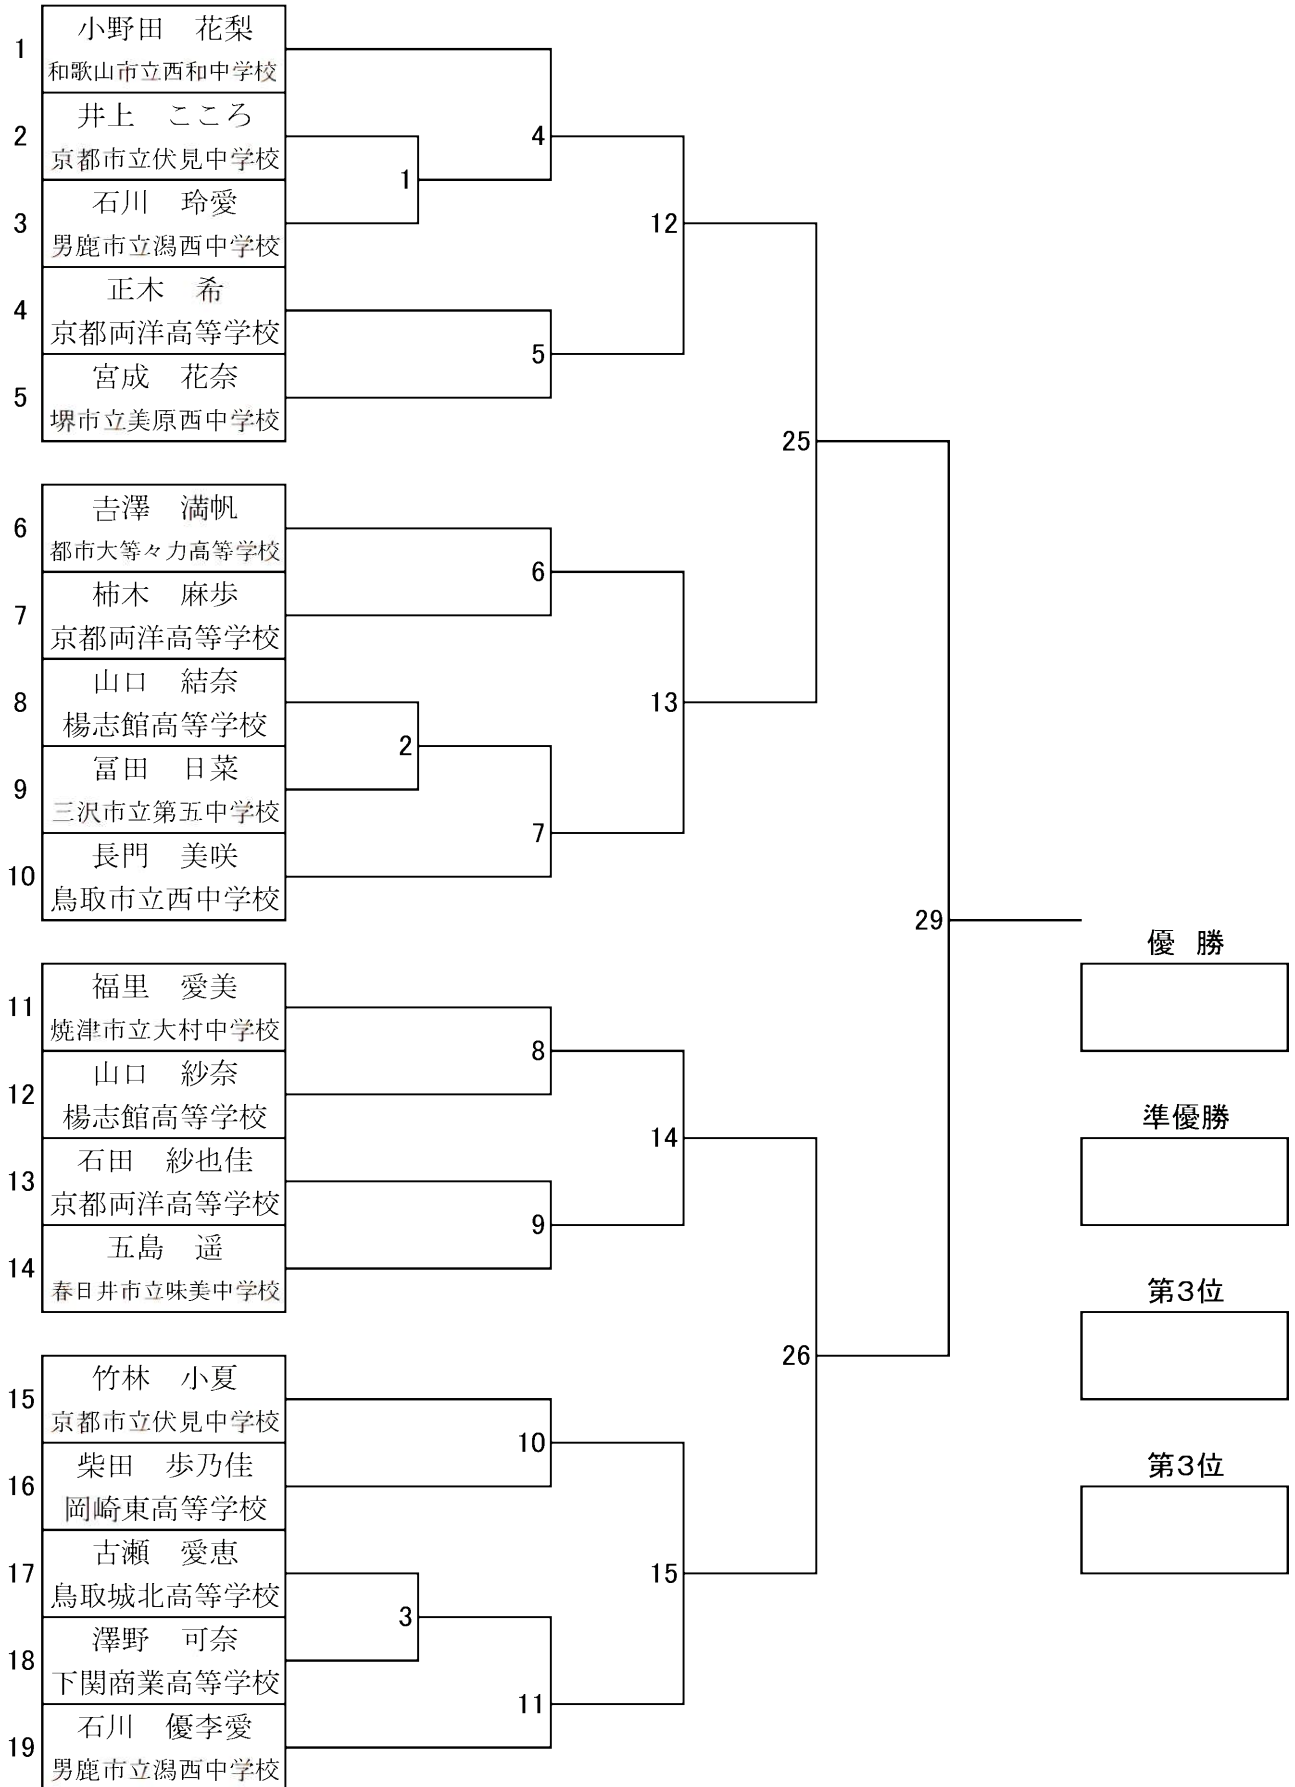 1
小野田　花梨
和歌山市立西和中学校
2
井上　こころ
京都市立伏見中学校
3
石川　玲愛
男鹿市立潟西中学校
4
正木　希
京都両洋高等学校
5
宮成　花奈
堺市立美原西中学校
6
吉澤　満帆
都市大等々力高等学校
7
柿木　麻歩
京都両洋高等学校
8
山口　結奈
楊志館高等学校
9
冨田　日菜
三沢市立第五中学校
10
長門　美咲
鳥取市立西中学校
11
福里　愛美
焼津市立大村中学校
12
山口　紗奈
楊志館高等学校
13
石田　紗也佳
京都両洋高等学校
14
五島　遥
春日井市立味美中学校
15
竹林　小夏
京都市立伏見中学校
16
柴田　歩乃佳
岡崎東高等学校
17
古瀬　愛恵
鳥取城北高等学校
18
澤野　可奈
下関商業高等学校
19
石川　優李愛
男鹿市立潟西中学校
1
2
3
4
5
6
7
8
9
10
11
12
13
14
15
25
26
29
優　勝
準優勝
第3位
第3位